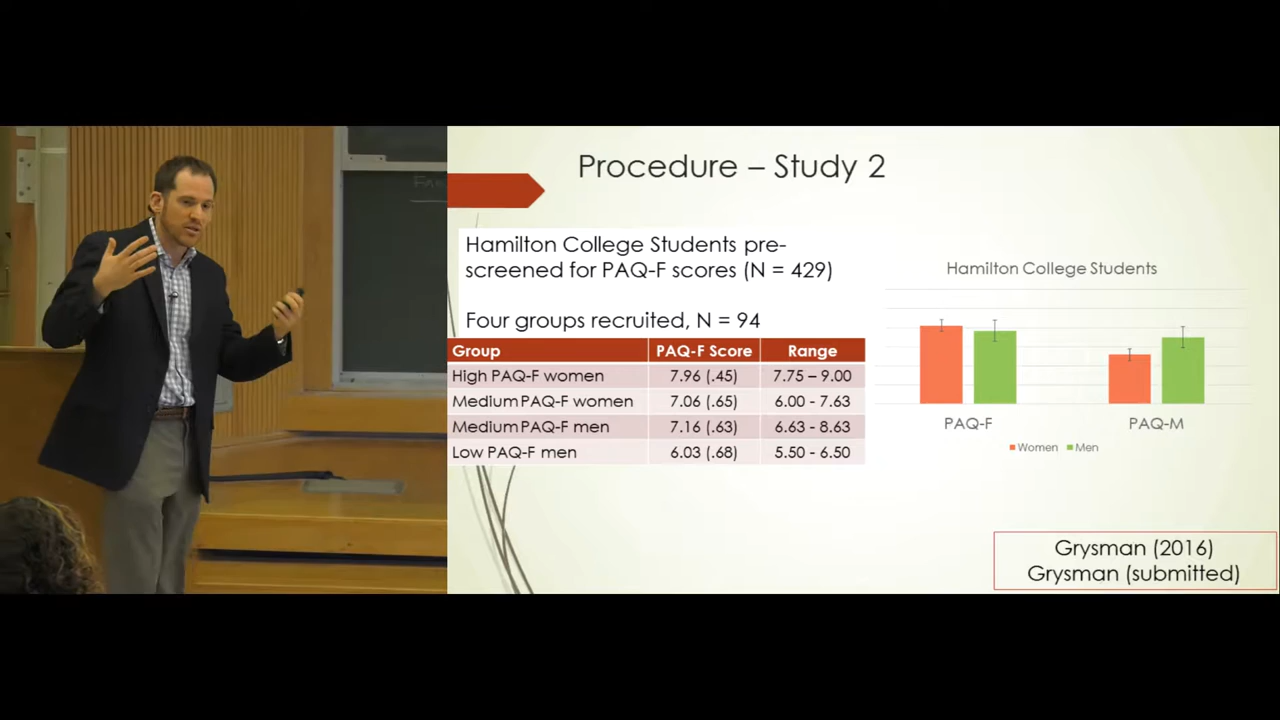 Procedure – Study 2
Hamilton College Students pre-
screened for PAQ-F scores (N = 429)
Four groups recruited, N = 94
Group PAQ-F Score Range
High PAQ-F women 7.96 (.45) 7.75 – 9.00
Medium PAQ-F women 7.06 (.65) 6.00 - 7.63
Medium PAQ-F men 7.16 (.63) 6.63 - 8.63
Low PAQ-F men 6.03 (.68) 5.50 - 6.50
Hamilton College Students
PAQ-F PAQ-M
Women Men
Grysman (2016)
Grysman (submitted)